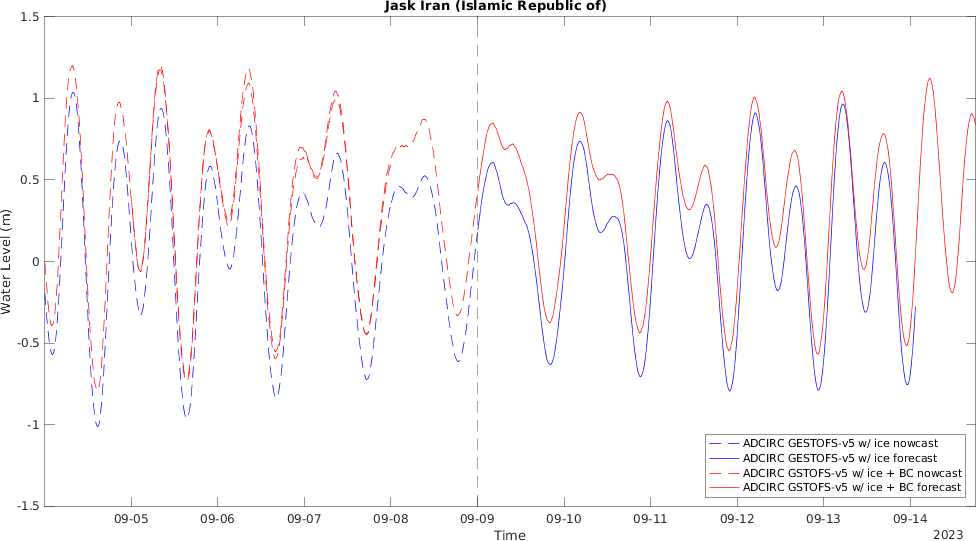 Jask Iran (Islamic Republic of)
1.5
1
0.5
0
-0.5
-1
-1.5
Water Level (m)
09-05 09-06 09-07 09-08 09-09 09-10 09-11 09-12 09-13 09-14
Time
2023
ADCIRC GESTOFS-v5 w/ ice nowcast
ADCIRC GESTOFS-v5 w/ ice forecast
ADCIRC GSTOFS-v5 w/ ice + BC nowcast
ADCIRC GSTOFS-v5 w/ ice + BC forecast